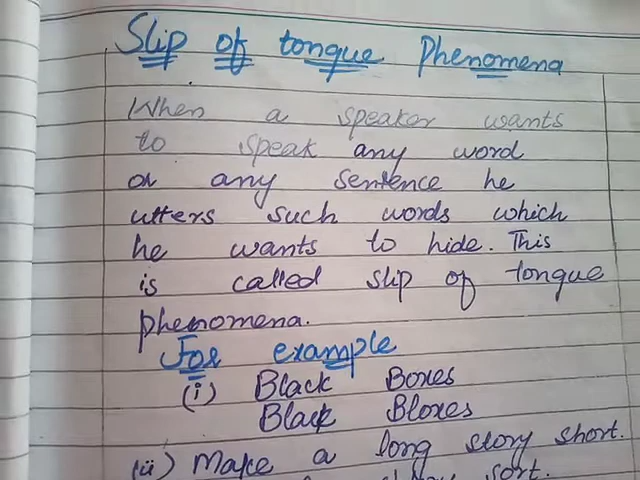 Slip of tongue Phenomena
When a speaker wants
to speak any word
or any sentence he
utters such words which
he wants to hide. This
is called slip of tongue
phenomena.
For example
(i) Black Boxes
Black Bloxes
(ii) Make a long story short.
sort.